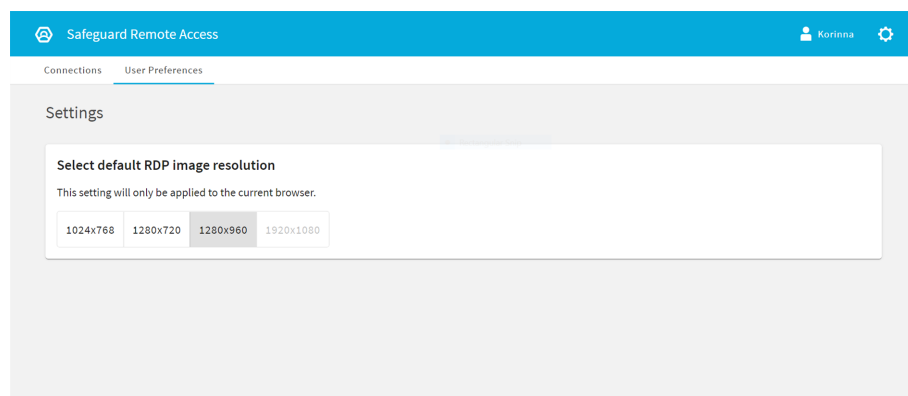 Safeguard Remote Access
Korinna
Connections User Preferences
Settings
Select default RDP image resolution
This setting will only be applied to the current browser.
1024x768 1280x720 1280x960 1920x1080